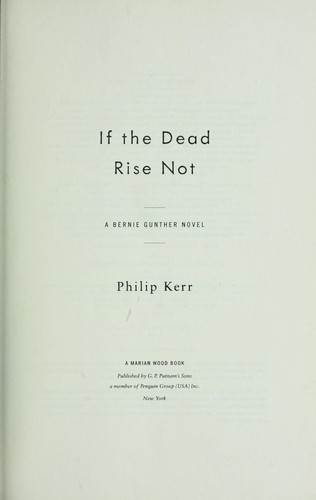 If the Dead
Rise Not
A BERNIE GUNTHER NOVEL
Philip Kerr
A MARIAN WOOD BOOK
Published by G. P. Putnam's Sons
a member of Penguin Group (USA) Inc.
New York